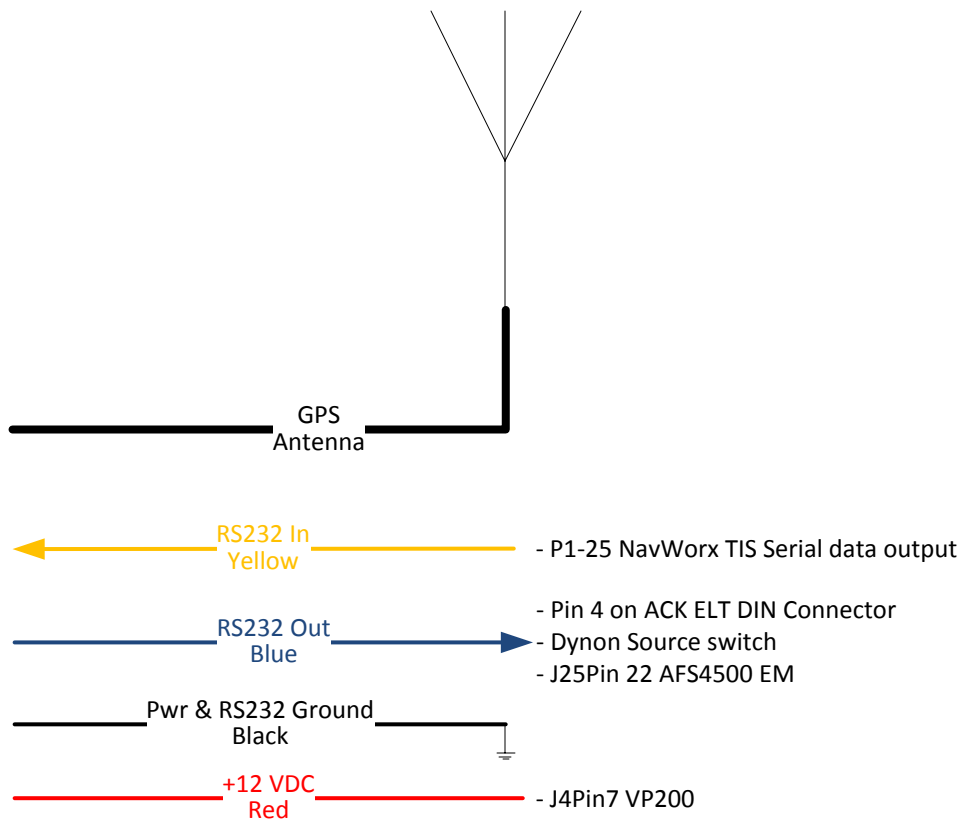 GPS
Antenna
RS232 In
Yellow
- P1-25 NavWorx TIS Serial data output
- Pin 4 on ACK ELT DIN Connector
RS232 Out
Blue
- Dynon Source switch
- J25Pin 22 AFS4500 EM
Pwr & RS232 Ground
Black
+12 VDC
Red
- J4Pin7 VP200